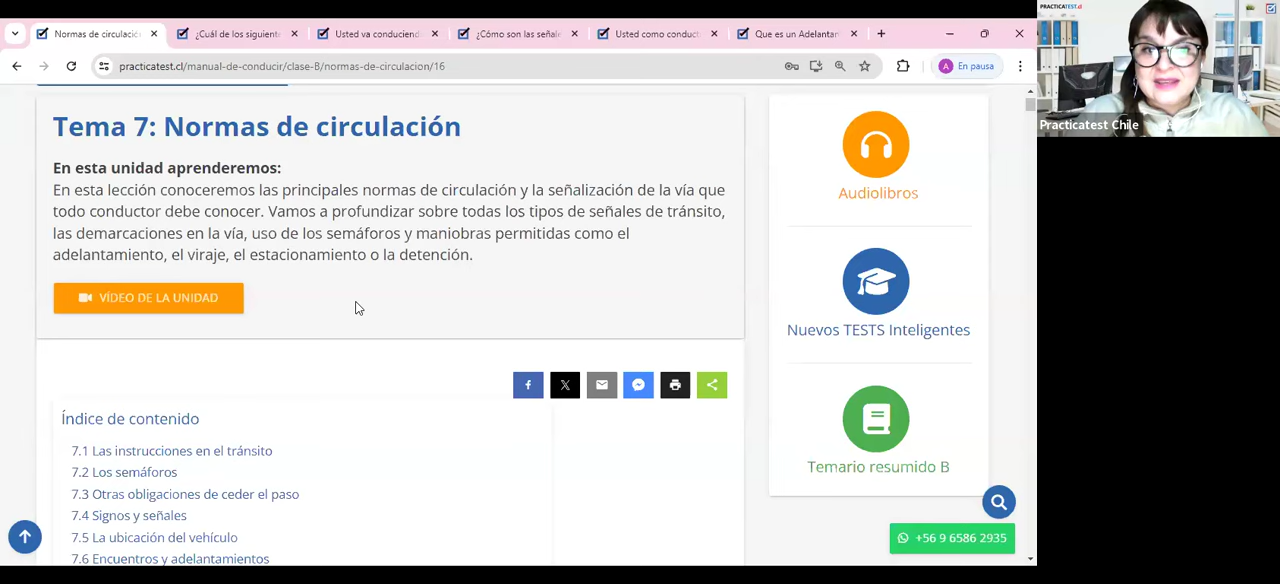 Normas de circulació
¿Cuál de los siguiente
Usted va conduciend
¿Cómo son las señale
Usted como conduct
Que es un Adelantan
practicatest.cl/manual-de-conducir/clase-B/normas-de-circulacion/16
A
En pausa
PRACTICATEST.cl
Practicatest Chile
Tema 7: Normas de circulación
En esta unidad aprenderemos:
En esta lección conoceremos las principales normas de circulación y la señalización de la vía que
todo conductor debe conocer. Vamos a profundizar sobre todas los tipos de señales de tránsito,
las demarcaciones en la vía, uso de los semáforos y maniobras permitidas como el
adelantamiento, el viraje, el estacionamiento o la detención.
VÍDEO DE LA UNIDAD
Índice de contenido
7.1 Las instrucciones en el tránsito
7.2 Los semáforos
7.3 Otras obligaciones de ceder el paso
7.4 Signos y señales
7.5 La ubicación del vehículo
7.6 Encuentros y adelantamientos
Audiolibros
Nuevos TESTS Inteligentes
Temario resumido B
+56 9 6586 2935